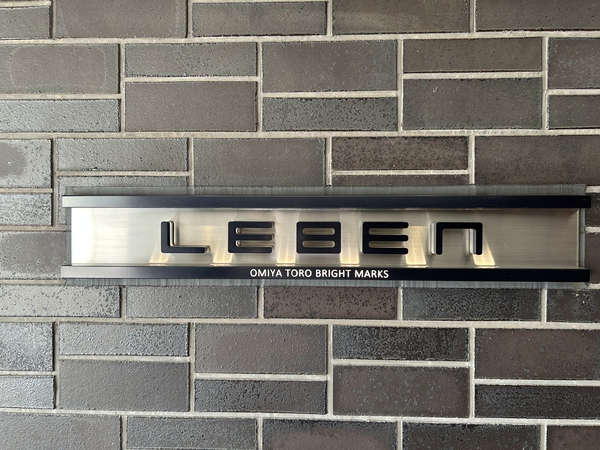 LEBEN
OMIYA TORO BRIGHT MARKS